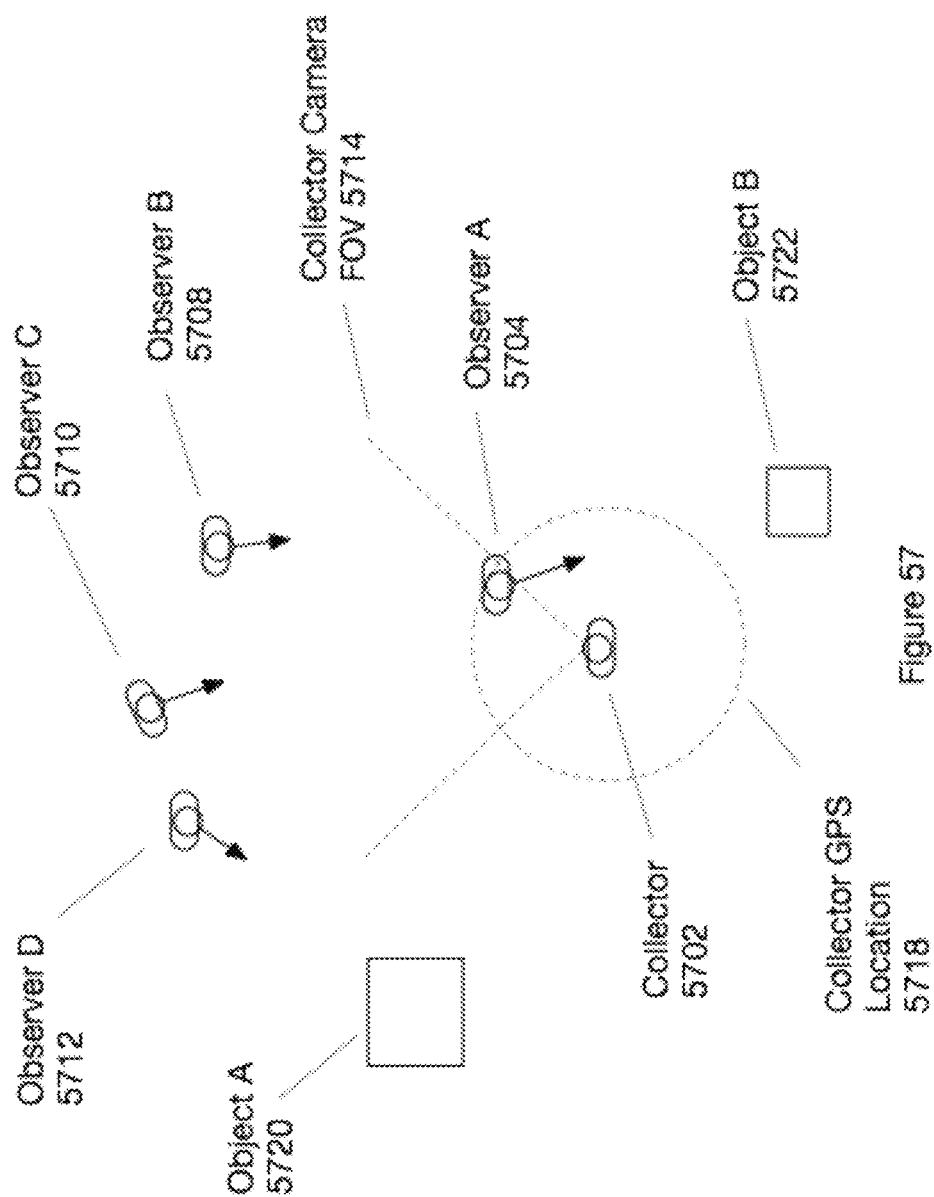 Observer C
5710
Observer D
5712
Observer B
5708
Collector Camera
FOV 5714
Object A
5720
Observer A
5704
Collector
5702
Object B
5722
Collector GPS
Location
5718
Figure 57